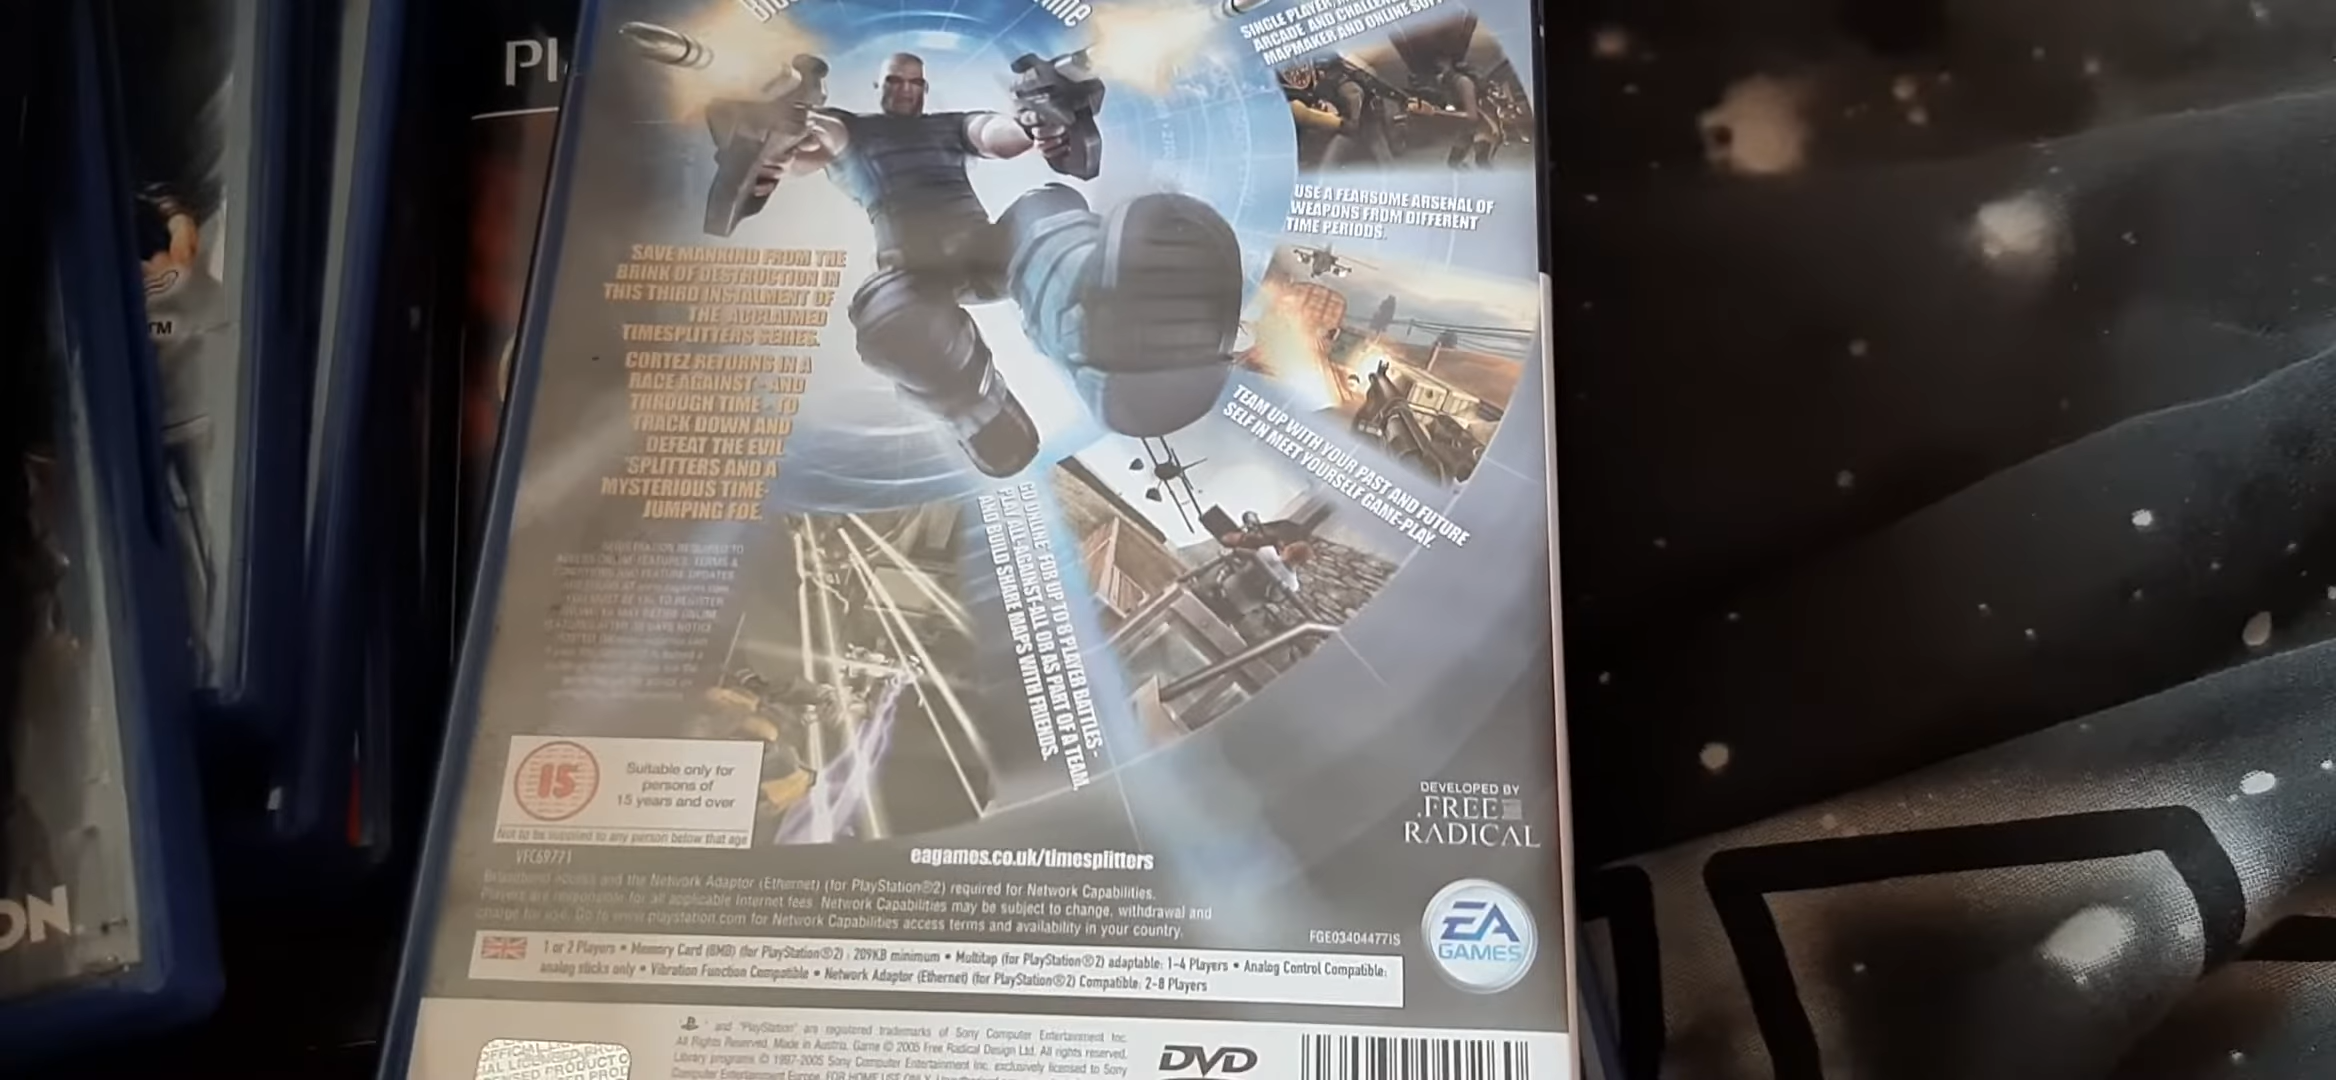 SINGLE PLAYER,
ARCADE AND CHALLENGE
MAPMAKER AND ONLINE
USE A FEARSOME ARSENAL OF
WEAPONS FROM DIFFERENT
TIME PERIODS.
SAVE MANKIND FROM THE
BRINK OF DESTRUCTION IN
THIS THIRD INSTALMENT OF
THE ACCLAIMED
TIMESPLITTERS SERIES.
CORTEZ RETURNS IN A
RACE AGAINST - AND
THROUGH TIME - TO
TRACK DOWN AND
DEFEAT THE EVIL
'SPLITTERS AND A
MYSTERIOUS TIME-
JUMPING FOE.
TEAM UP WITH YOUR PAST AND FUTURE
SELF IN MEET YOURSELF GAME-PLAY.
GO ONLINE* FOR UP TO 8 PLAYER BATTLES -
PLAY ALL-AGAINST-ALL OR AS PART OF A TEAM,
AND BUILD SHARE MAPS WITH FRIENDS.
TM
15
Suitable only for
persons of
15 years and over
Not to be supplied to any person below that age
VFC69771
DEVELOPED BY
FREE
RADICAL
eagames.co.uk/timesplitters
Broadband access and the Network Adaptor (Ethernet) (for PlayStation®2) required for Network Capabilities.
Players are responsible for all applicable Internet fees. Network Capabilities may be subject to change, withdrawal and
charge for use. Go to www.playstation.com for Network Capabilities access terms and availability in your country.
FGE03404477IS
EA
GAMES
1 or 2 Players • Memory Card (8MB) (for PlayStation®2) : 209KB minimum • Multitap (for PlayStation®2) adaptable: 1-4 Players • Analog Control Compatible:
analog sticks only • Vibration Function Compatible • Network Adaptor (Ethernet) (for PlayStation®2) Compatible: 2-8 Players
" and "PlayStation" are registered trademarks of Sony Computer Entertainment Inc.
All Rights Reserved. Made in Austria. Game © 2005 Free Radical Design Ltd. All rights reserved.
Library programs © 1997-2005 Sony Computer Entertainment Inc. exclusively licensed to Sony
Computer Entertainment Europe. FOR HOME USE ONLY.
DVD